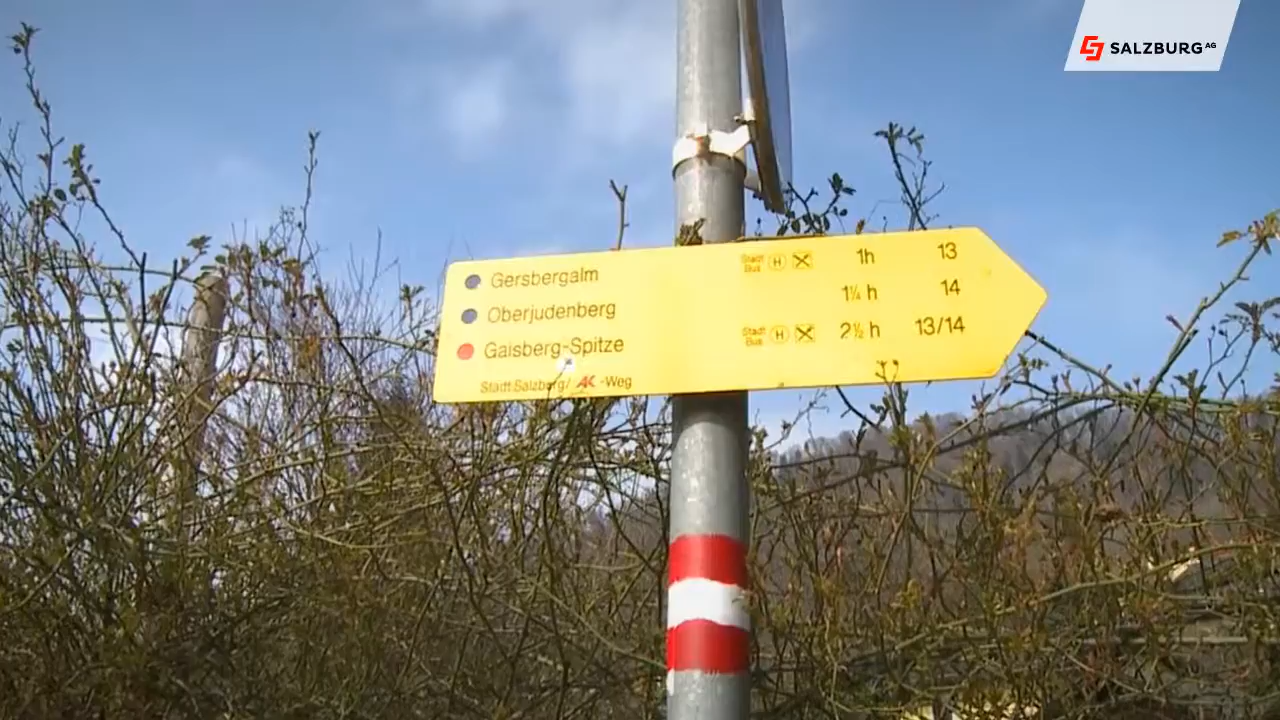 SALZBURG AG
Gersbergalm Stadt Bus H 1h 13
Oberjudenberg 1¼ h 14
Gaisberg-Spitze Stadt Bus H 2½ h 13/14
Stadt Salzburg/ AK -Weg